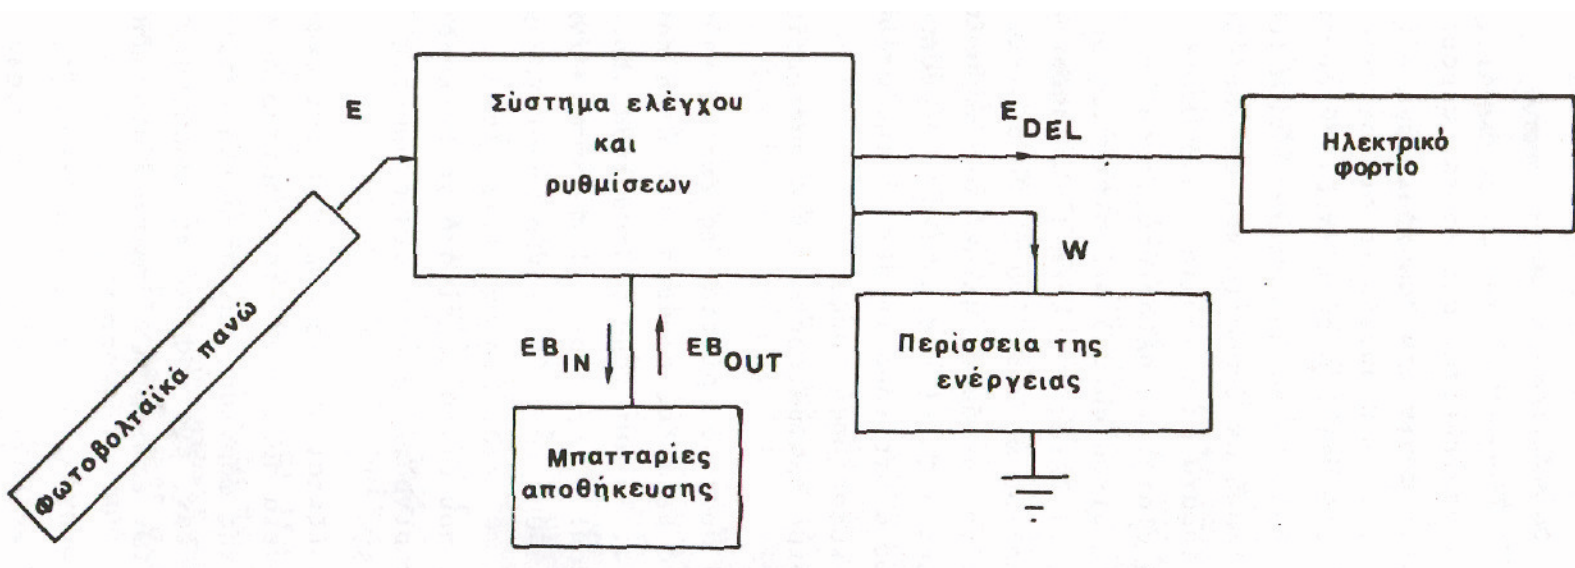 E
Σύστημα ελέγχου
και
ρυθμίσεων
E DEL
Ηλεκτρικό
φορτίο
W
Περίσσεια της
ενέργειας
EB IN
EB OUT
Μπατταρίες
αποθήκευσης
Φωτοβολταϊκά πανώ